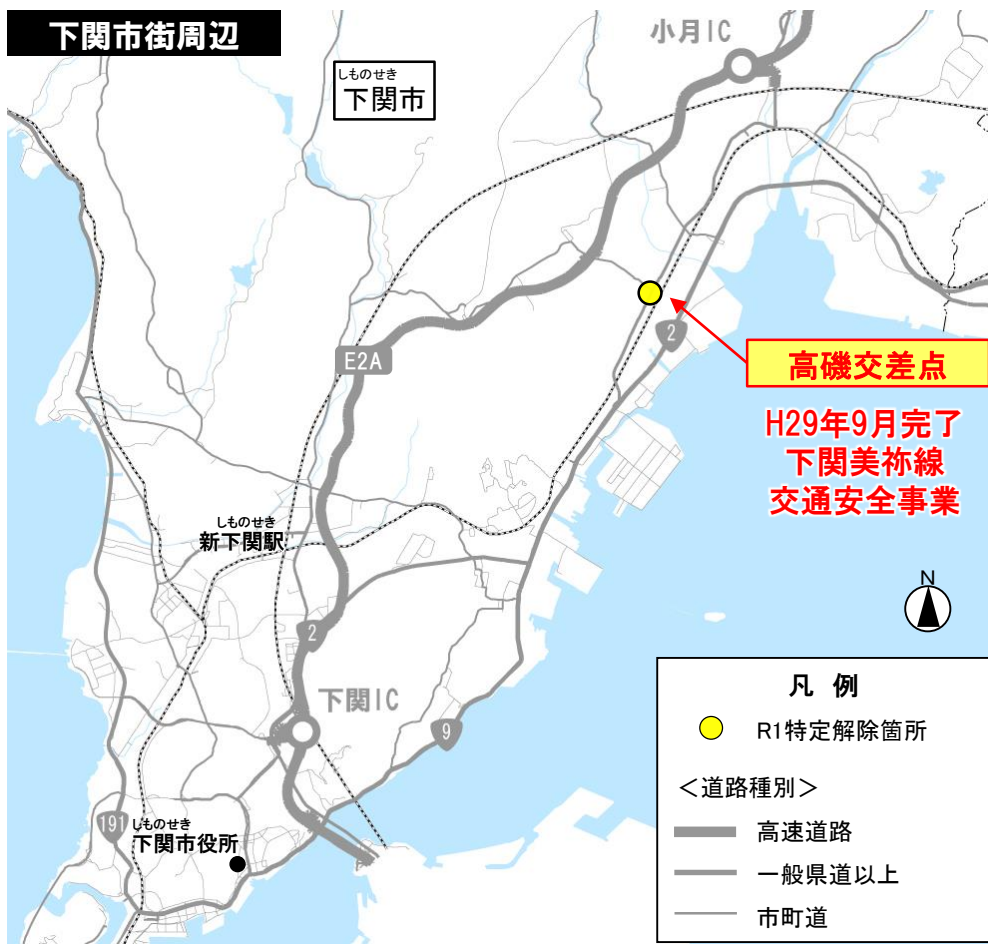 下関市街周辺
小月IC
しものせき
下関市
E2A
2
高磯交差点
H29年9月完了
下関美祢線
交通安全事業
しものせき
新下関駅
N
2
下関IC
9
191
しものせき
下関市役所
凡 例
R1特定解除箇所
＜道路種別＞
高速道路
一般県道以上
市町道